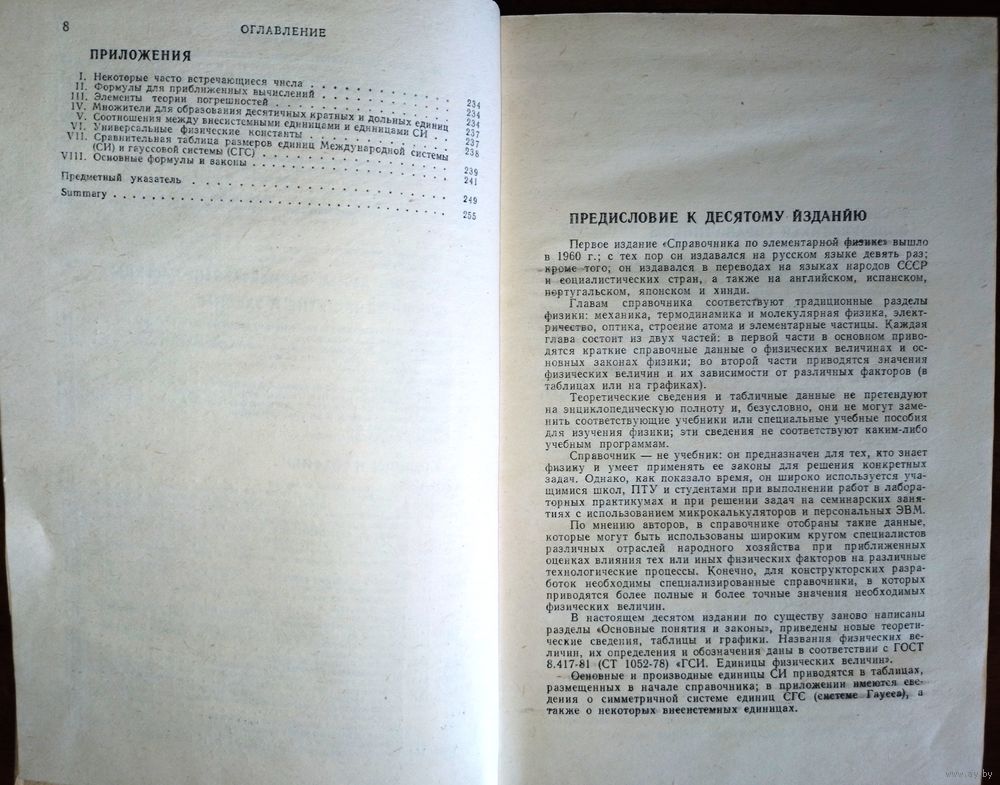 8
ОГЛАВЛЕНИЕ
ПРИЛОЖЕНИЯ
I. Некоторые часто встречающиеся числа . . . . . . . . . . 234
II. Формулы для приближенных вычислений . . . . . . . . . 234
III. Элементы теории погрешностей . . . . . . . . . . . . 234
IV. Множители для образования десятичных кратных и дольных единиц 237
V. Соотношения между внесистемными единицами и единицами СИ . . 237
VI. Универсальные физические константы . . . . . . . . . . 238
VII. Сравнительная таблица размеров единиц Международной системы
(СИ) и гауссовой системы (СГС) . . . . . . . . . . . . 239
VIII. Основные формулы и законы . . . . . . . . . . . . 241
Предметный указатель . . . . . . . . . . . . . . . . 249
Summary . . . . . . . . . . . . . . . . . . . . . 255
ПРЕДИСЛОВИЕ К ДЕСЯТОМУ ИЗДАНИЮ
Первое издание «Справочника по элементарной физике» вышло
в 1960 г.; с тех пор он издавался на русском языке девять раз;
кроме того; он издавался в переводах на языках народов СССР
и социалистических стран, а также на английском, испанском,
португальском, японском и хинди.
Главам справочника соответствуют традиционные разделы
физики: механика, термодинамика и молекулярная физика, элект-
ричество, оптика, строение атома и элементарные частицы. Каждая
глава состоит из двух частей: в первой части в основном приво-
дятся краткие справочные данные о физических величинах и ос-
новных законах физики; во второй части приводятся значения
физических величин и их зависимости от различных факторов (в
таблицах или на графиках).
Теоретические сведения и табличные данные не претендуют
на энциклопедическую полноту и, безусловно, они не могут заме-
нить соответствующие учебники или специальные учебные пособия
для изучения физики; эти сведения не соответствуют каким-либо
учебным программам.
Справочник — не учебник: он предназначен для тех, кто знает
физику и умеет применять ее законы для решения конкретных
задач. Однако, как показало время, он широко используется уча-
щимися школ, ПТУ и студентами при выполнении работ в лабора-
торных практикумах и при решении задач на семинарских заня-
тиях с использованием микрокалькуляторов и персональных ЭВМ.
По мнению авторов, в справочнике отобраны такие данные,
которые могут быть использованы широким кругом специалистов
различных отраслей народного хозяйства при приближенных
оценках влияния тех или иных физических факторов на различные
технологические процессы. Конечно, для конструкторских разра-
боток необходимы специализированные справочники, в которых
приводятся более полные и более точные значения необходимых
физических величин.
В настоящем десятом издании по существу заново написаны
разделы «Основные понятия и законы», приведены новые теорети-
ческие сведения, таблицы и графики. Названия физических ве-
личин, их определения и обозначения даны в соответствии с ГОСТ
8.417-81 (СТ 1052-78) «ГСИ. Единицы физических величин».
Основные и производные единицы СИ приводятся в таблицах,
размещенных в начале справочника; в приложении имеются све-
дения о симметричной системе единиц СГС (системе Гаусса), а
также о некоторых внесистемных единицах.
www.ay.by